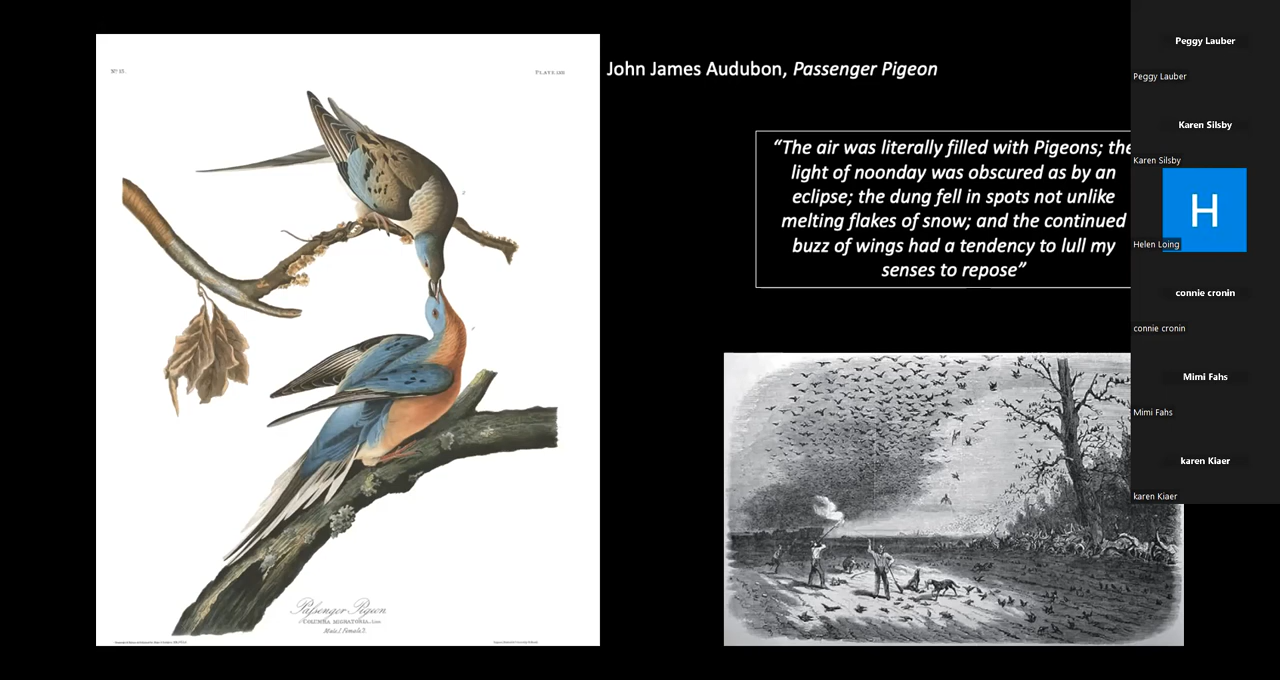 John James Audubon, Passenger Pigeon
“The air was literally filled with Pigeons; the
light of noonday was obscured as by an
eclipse; the dung fell in spots not unlike
melting flakes of snow; and the continued
buzz of wings had a tendency to lull my
senses to repose”
Passenger Pigeon
COLUMBA MIGRATORIA, Linn
Male 1. Female 2.
Peggy Lauber
Peggy Lauber
Karen Silsby
Karen Silsby
H
Helen Loing
connie cronin
connie cronin
Mimi Fahs
Mimi Fahs
karen Kiaer
karen Kiaer